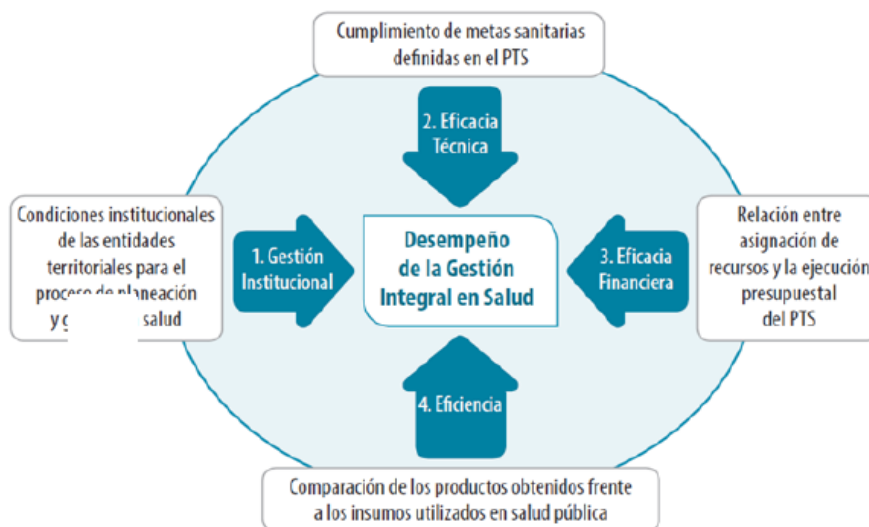 Cumplimiento de metas sanitarias
definidas en el PTS
2. Eficacia
Técnica
Condiciones institucionales
de las entidades
territoriales para el
proceso de planeación
y salud
1. Gestión
Institucional
Desempeño
de la Gestión
Integral en Salud
3. Eficacia
Financiera
Relación entre
asignación de
recursos y la ejecución
presupuestal
del PTS
4. Eficiencia
Comparación de los productos obtenidos frente
a los insumos utilizados en salud pública